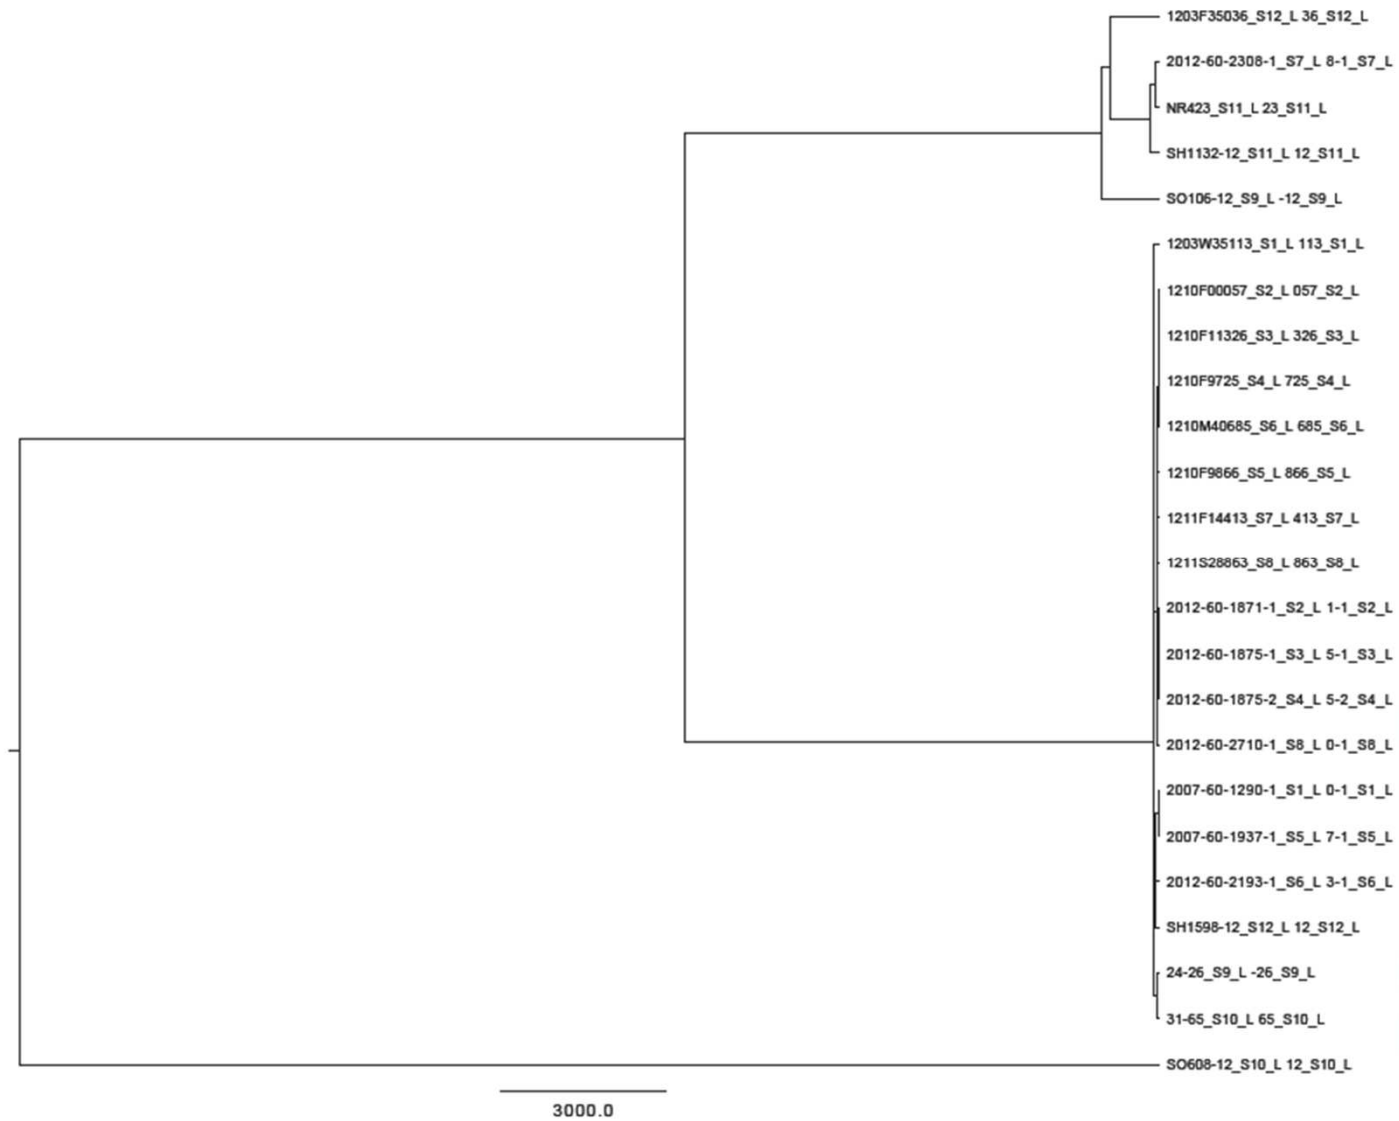 1203F35036_S12_L 36_S12_L
2012-60-2308-1_S7_L 8-1_S7_L
NR423_S11_L 23_S11_L
SH1132-12_S11_L 12_S11_L
SO106-12_S9_L -12_S9_L
1203W35113_S1_L 113_S1_L
1210F00057_S2_L 057_S2_L
1210F11326_S3_L 326_S3_L
1210F9725_S4_L 725_S4_L
1210M40685_S6_L 685_S6_L
1210F9866_S5_L 866_S5_L
1211F14413_S7_L 413_S7_L
1211S28863_S8_L 863_S8_L
2012-60-1871-1_S2_L 1-1_S2_L
2012-60-1875-1_S3_L 5-1_S3_L
2012-60-1875-2_S4_L 5-2_S4_L
2012-60-2710-1_S8_L 0-1_S8_L
2007-60-1290-1_S1_L 0-1_S1_L
2007-60-1937-1_S5_L 7-1_S5_L
2012-60-2193-1_S6_L 3-1_S6_L
SH1598-12_S12_L 12_S12_L
24-26_S9_L -26_S9_L
31-65_S10_L 65_S10_L
SO608-12_S10_L 12_S10_L
3000.0